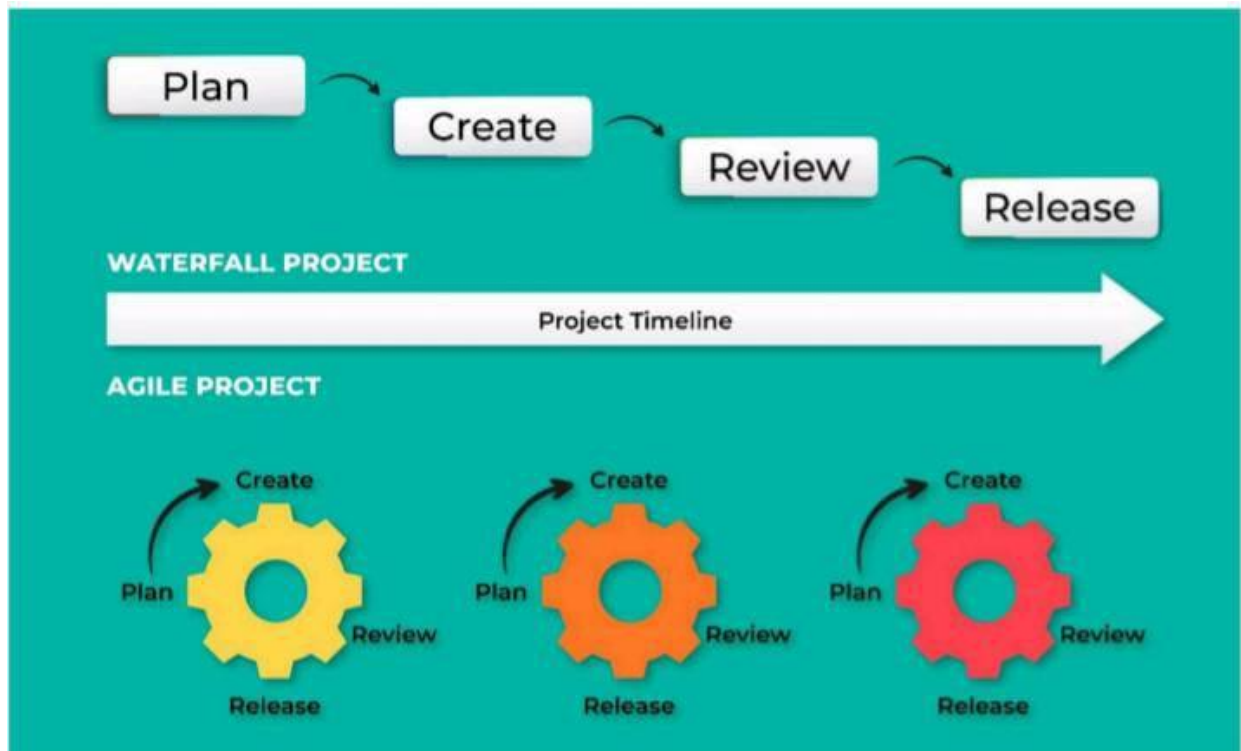 Plan
Create
Review
Release
WATERFALL PROJECT
Project Timeline
AGILE PROJECT
Create
Plan
Review
Release
Create
Plan
Review
Release
Create
Plan
Review
Release